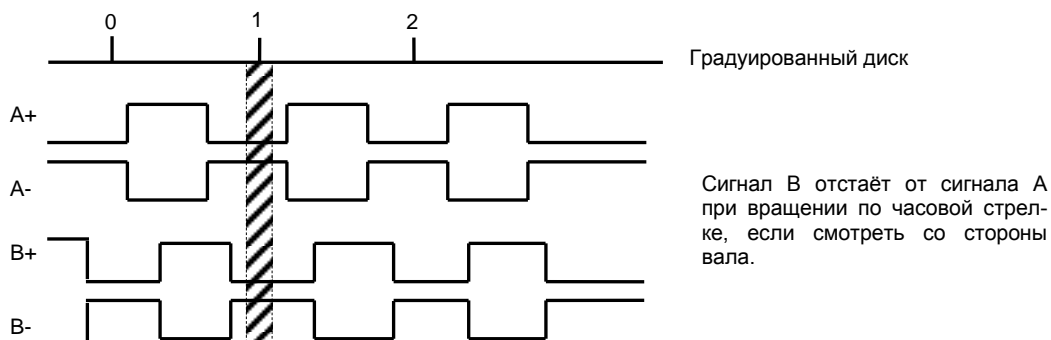 0 1 2
Градуированный диск
A+
A-
B+
B-
Сигнал B отстаёт от сигнала A
при вращении по часовой стрел-
ке, если смотреть со стороны
вала.